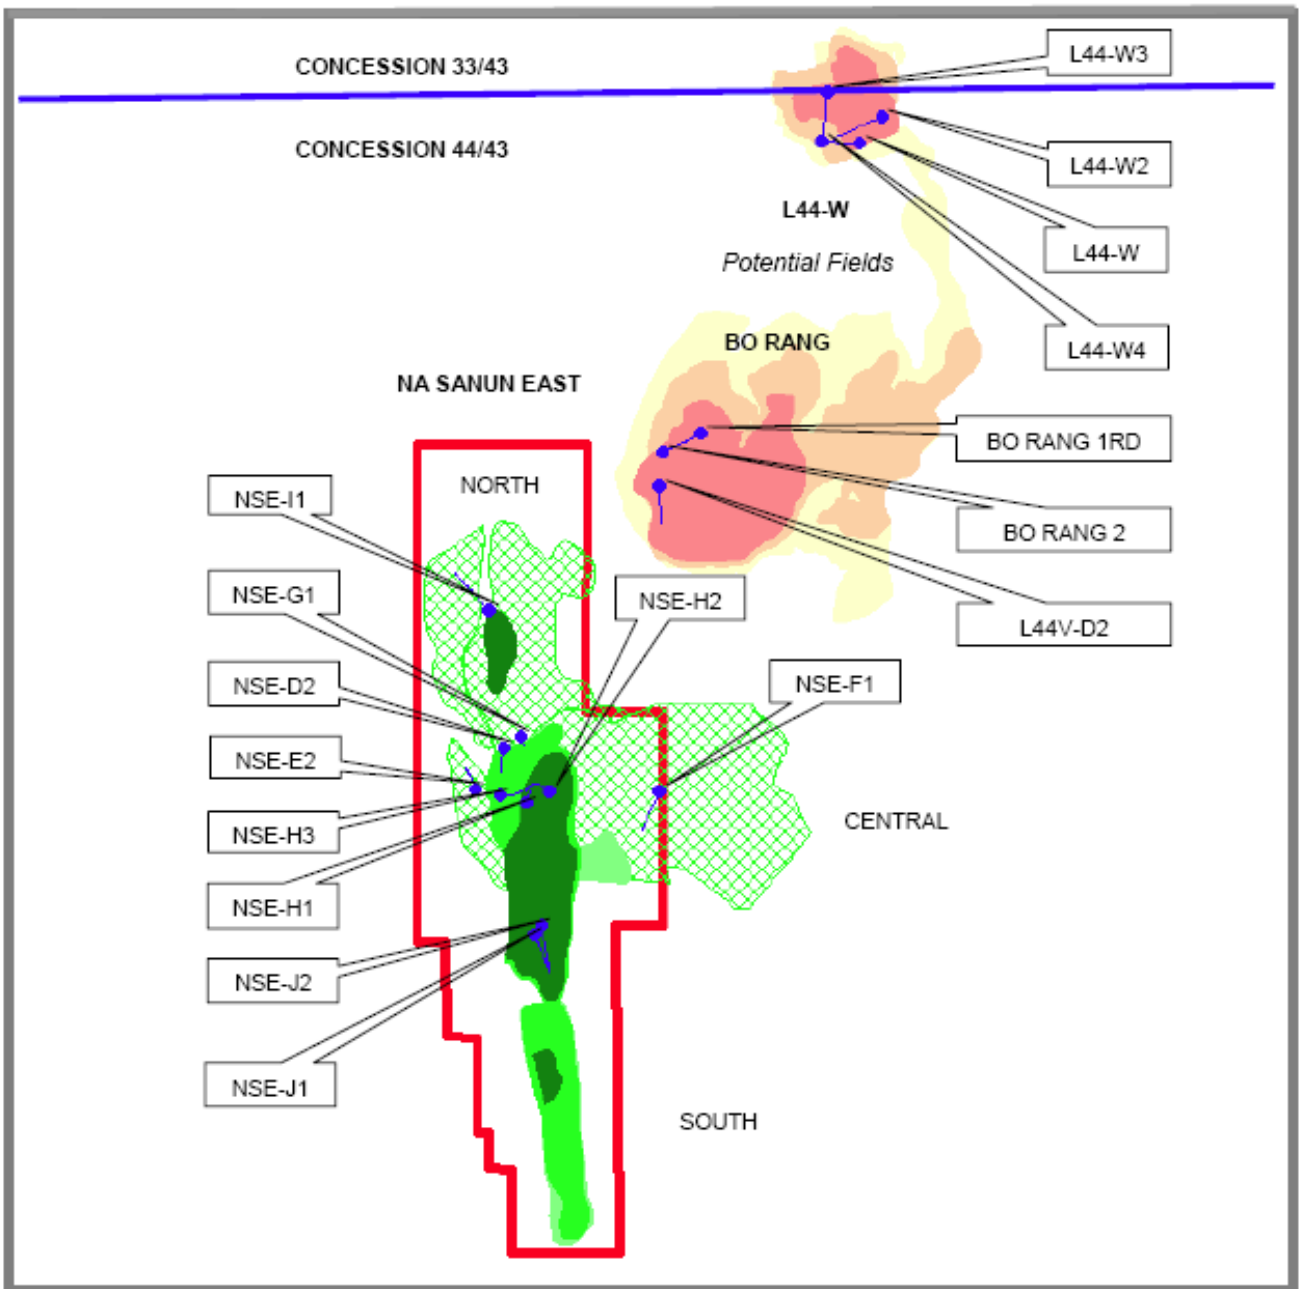 CONCESSION 33/43
L44-W3
CONCESSION 44/43
L44-W2
L44-W
L44-W
Potential Fields
L44-W4
BO RANG
NA SANUN EAST
BO RANG 1RD
NORTH
NSE-I1
BO RANG 2
NSE-G1
NSE-H2
L44V-D2
NSE-D2
NSE-F1
NSE-E2
NSE-H3
CENTRAL
NSE-H1
NSE-J2
NSE-J1
SOUTH